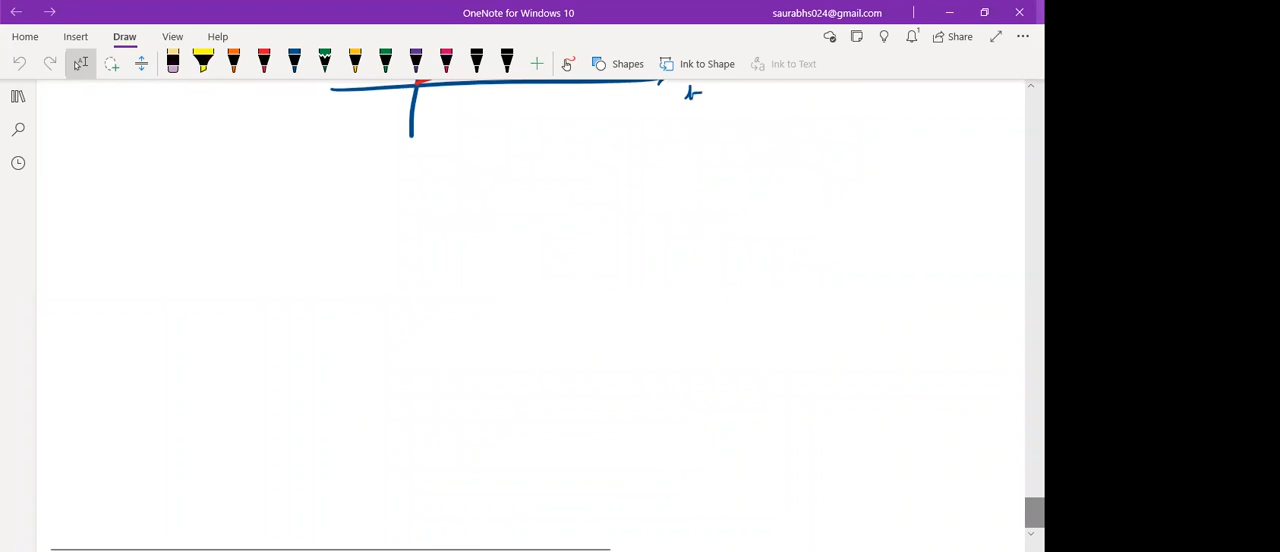 OneNote for Windows 10
saurabhs024@gmail.com
Home
Insert
Draw
View
Help
1
Share
Shapes
Ink to Shape
Ink to Text